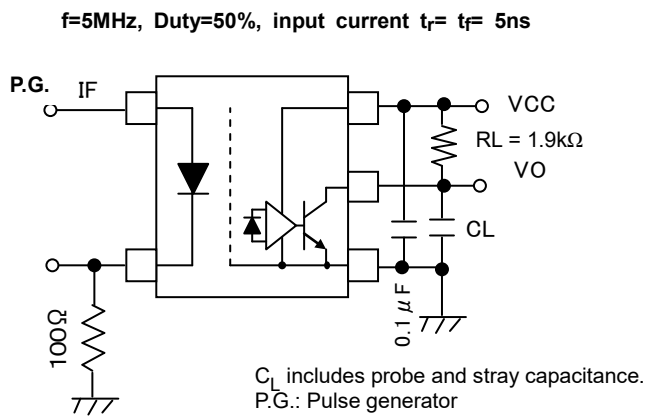 f=5MHz, Duty=50%, input current tr= tf= 5ns
P.G.
IF
VCC
RL = 1.9kΩ
VO
CL
0.1 μF
100Ω
CL includes probe and stray capacitance.
P.G.: Pulse generator